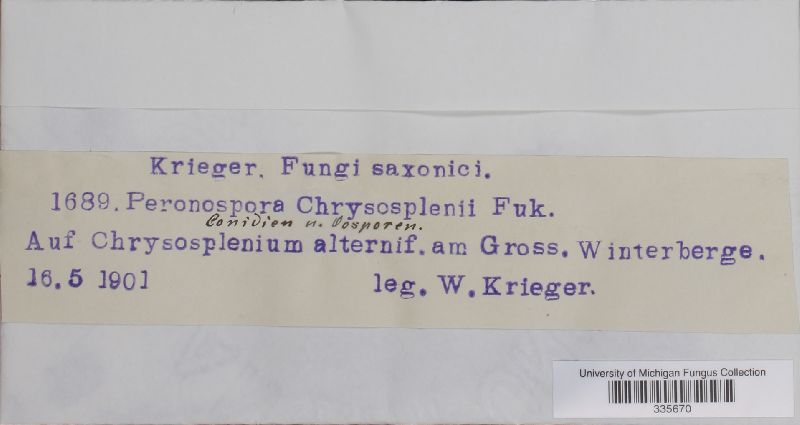 Krieger. Fungi saxonici.
1689. Peronospora Chrysosplenii Fuk.
Conidien u. Oosporen.
Auf Chrysosplenium alternif. am Gross. Winterberge.
16.5 1901 leg. W. Krieger.
University of Michigan Fungus Collection
335670